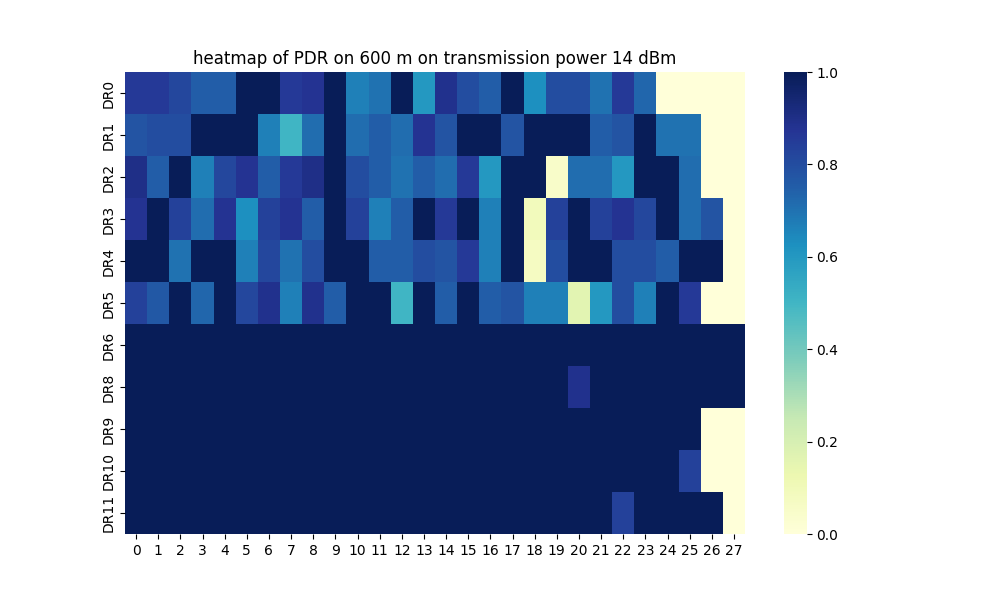 heatmap of PDR on 600 m on transmission power 14 dBm
DR0
DR1
DR2
DR3
DR4
DR5
DR6
DR8
DR9
DR10
DR11
0 1 2 3 4 5 6 7 8 9 10 11 12 13 14 15 16 17 18 19 20 21 22 23 24 25 26 27
1.0
0.8
0.6
0.4
0.2
0.0